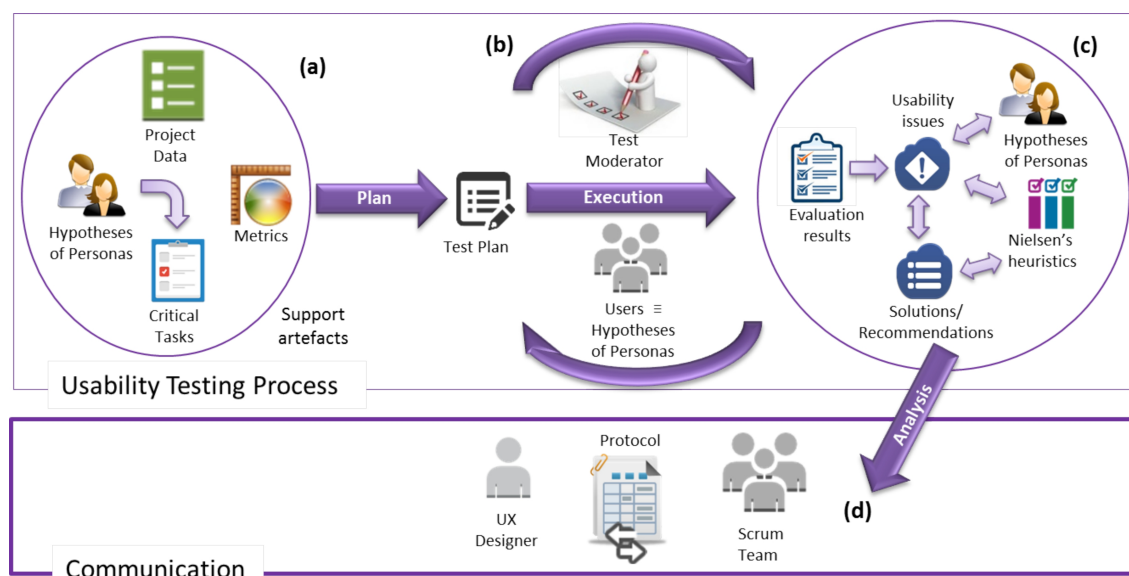 (a)
Project
Data
Hypotheses
of Personas
Metrics
Critical
Tasks
Support
artefacts
Plan
Test Plan
(b)
Test
Moderator
Execution
Users ≡
Hypotheses
of Personas
(c)
Usability
issues
Hypotheses
of Personas
Evaluation
results
Nielsen's
heuristics
Solutions/
Recommendations
Usability Testing Process
Analysis
(d)
UX
Designer
Protocol
Scrum
Team
Communication